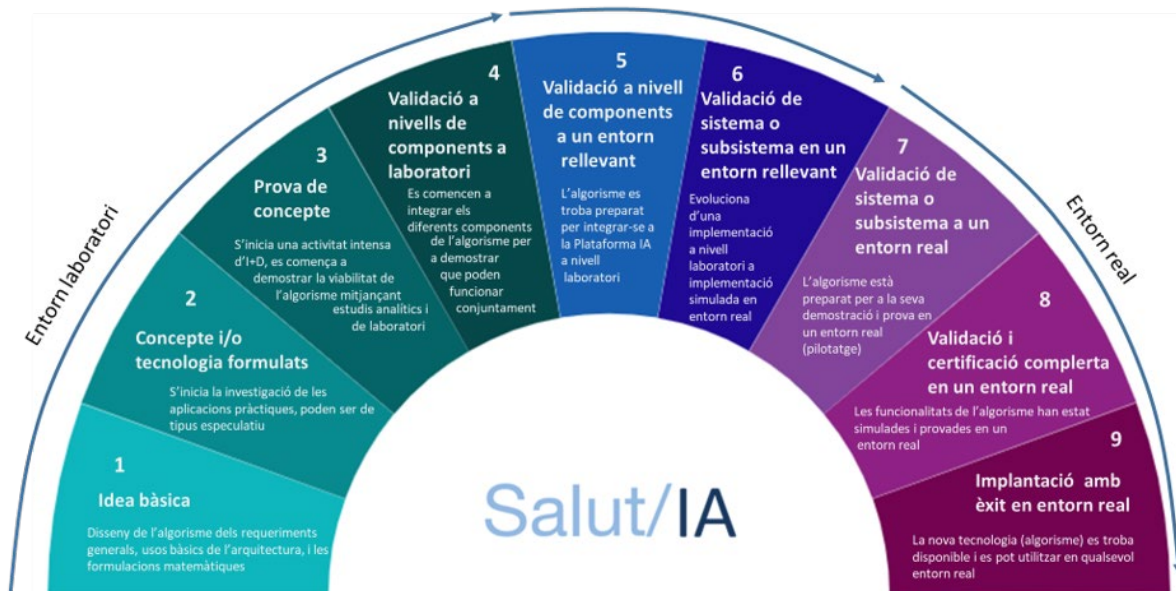 Entorn laboratori
1
Idea bàsica
Disseny de l'algorisme dels requeriments
generals, usos bàsics de l'arquitectura, i les
formulacions matemàtiques
2
Concepte i/o
tecnologia formulats
S'inicia la investigació de les
aplicacions pràctiques, poden ser de
tipus especulatiu
3
Prova de
concepte
S'inicia una activitat intensa
d'I+D, es comença a
demostrar la viabilitat de
l'algorisme mitjançant
estudis analítics i
de laboratori
4
Validació a
nivells de
components a
laboratori
Es comencen a
integrar els
diferents components
de l'algorisme per
a demostrar
que poden
funcionar
conjuntament
5
Validació a nivell
de components
a un entorn
rellevant
L'algorisme es
troba preparat
per integrar-se a
la Plataforma IA
a nivell
laboratori
6
Validació de
sistema o
subsistema en un
entorn rellevant
Evoluciona
d'una
implementació
a nivell
laboratori a
implementació
simulada en
entorn real
7
Validació de
sistema o
subsistema a un
entorn real
L'algorisme està
preparat per a la seva
demostració i prova en
un entorn real
(pilotatge)
8
Validació i
certificació complerta
en un entorn real
Les funcionalitats de l'algorisme han estat
simulades i provades en un
entorn real
9
Implantació amb
èxit en entorn real
La nova tecnologia (algorisme) es troba
disponible i es pot utilitzar en qualsevol
entorn real
Entorn real
Salut/IA